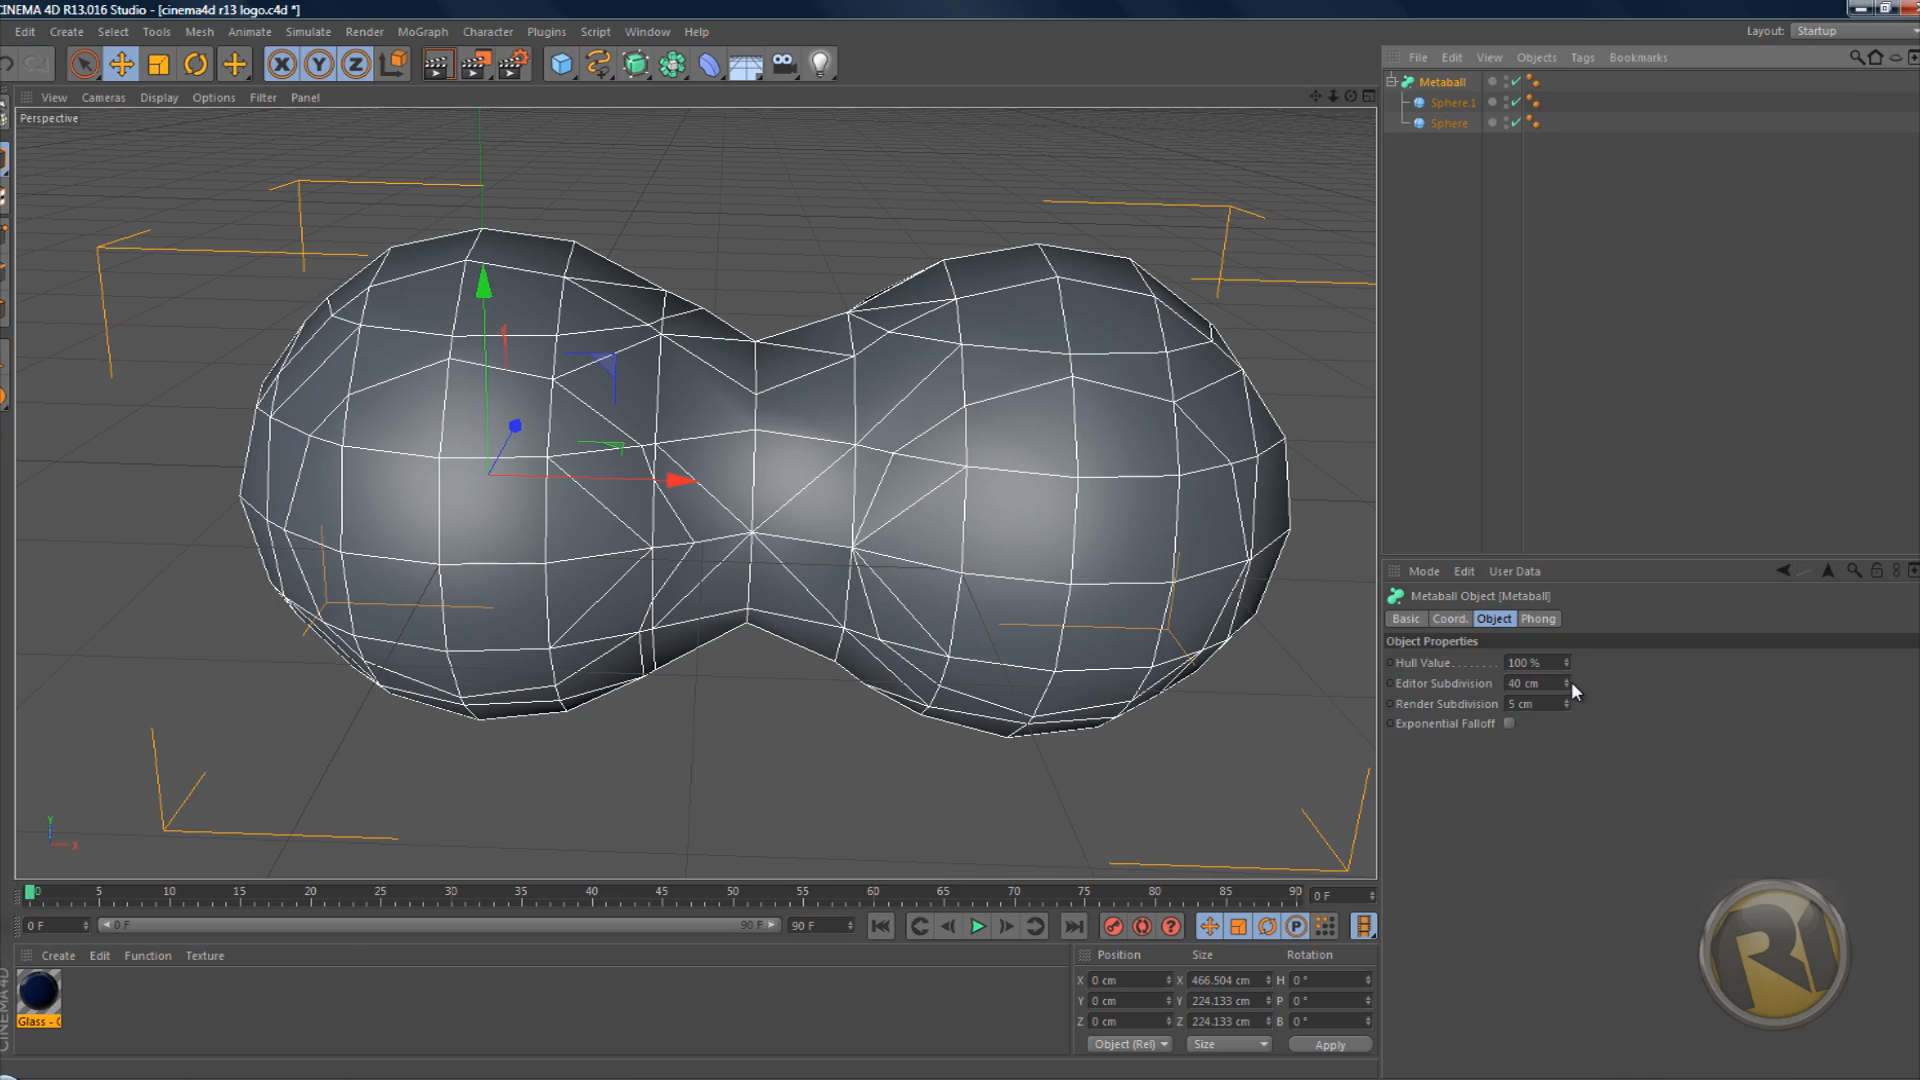 CINEMA 4D R13.016 Studio - [cinema4d r13 logo.c4d *]
Edit Create Select Tools Mesh Animate Simulate Render MoGraph Character Plugins Script Window Help
Layout: Startup
File Edit View Objects Tags Bookmarks
X Y Z
View Cameras Display Options Filter Panel
Perspective
Metaball
Sphere.1
Sphere
Mode Edit User Data
Metaball Object [Metaball]
Basic Coord. Object Phong
Object Properties
Hull Value........ 100 %
Editor Subdivision 40 cm
Render Subdivision 5 cm
Exponential Falloff
Y
X
0 5 10 15 20 25 30 35 40 45 50 55 60 65 70 75 80 85 90 0 F
0 F 0 F 90 F 90 F
P
Create Edit Function Texture
Glass - 
CINEMA 4D
Position Size Rotation
X 0 cm X 466.504 cm H 0 °
Y 0 cm Y 224.133 cm P 0 °
Z 0 cm Z 224.133 cm B 0 °
Object (Rel) Size Apply
R